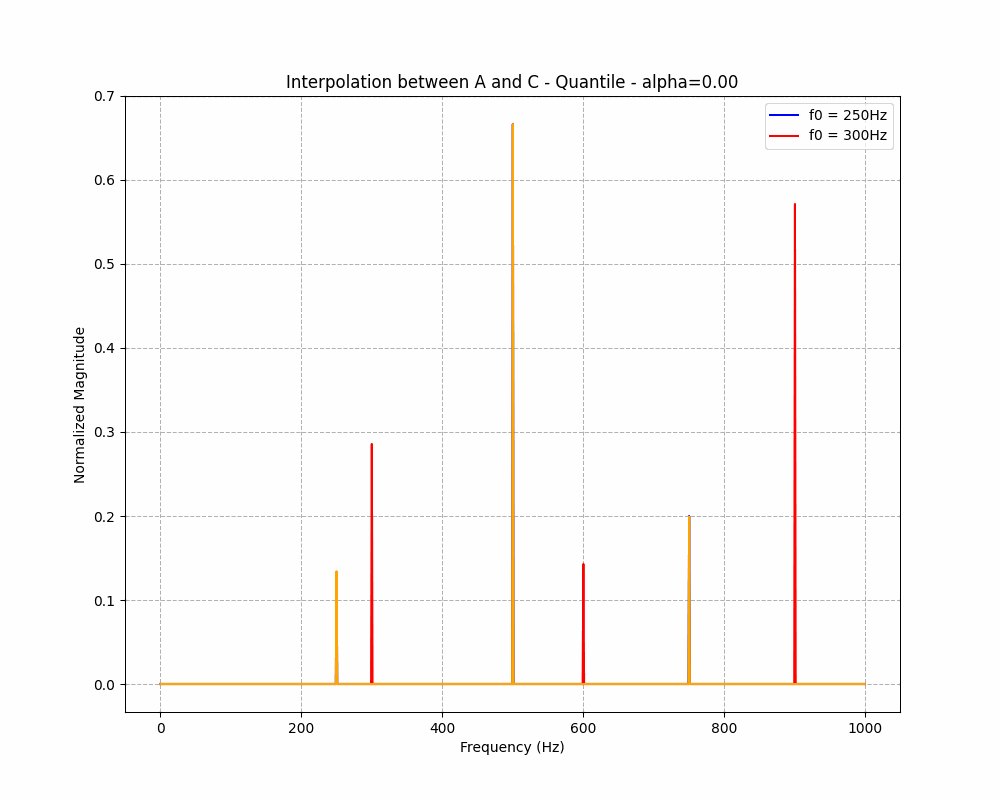 Interpolation between A and C - Quantile - alpha=0.00
f0 = 250Hz
f0 = 300Hz
Normalized Magnitude
0.7
0.6
0.5
0.4
0.3
0.2
0.1
0.0
0 200 400 600 800 1000
Frequency (Hz)